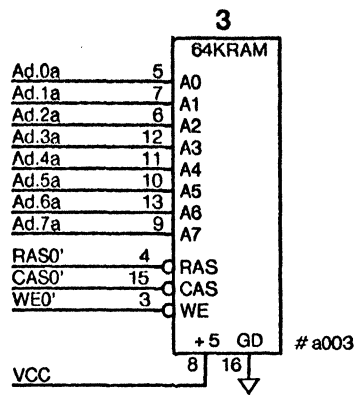 3
64KRAM
Ad.0a 5 A0
Ad.1a 7 A1
Ad.2a 6 A2
Ad.3a 12 A3
Ad.4a 11 A4
Ad.5a 10 A5
Ad.6a 13 A6
Ad.7a 9 A7
RAS0' 4 RAS
CAS0' 15 CAS
WE0' 3 WE
+5 GD # a003
8 16
VCC